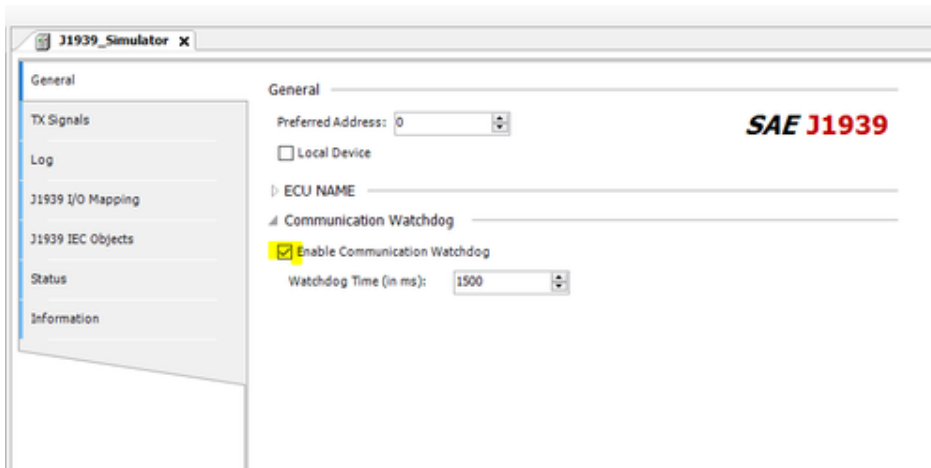 J1939_Simulator x
General
TX Signals
Log
J1939 I/O Mapping
J1939 IEC Objects
Status
Information
General
Preferred Address: 0
SAE J1939
Local Device
ECU NAME
Communication Watchdog
Enable Communication Watchdog
Watchdog Time (in ms): 1500